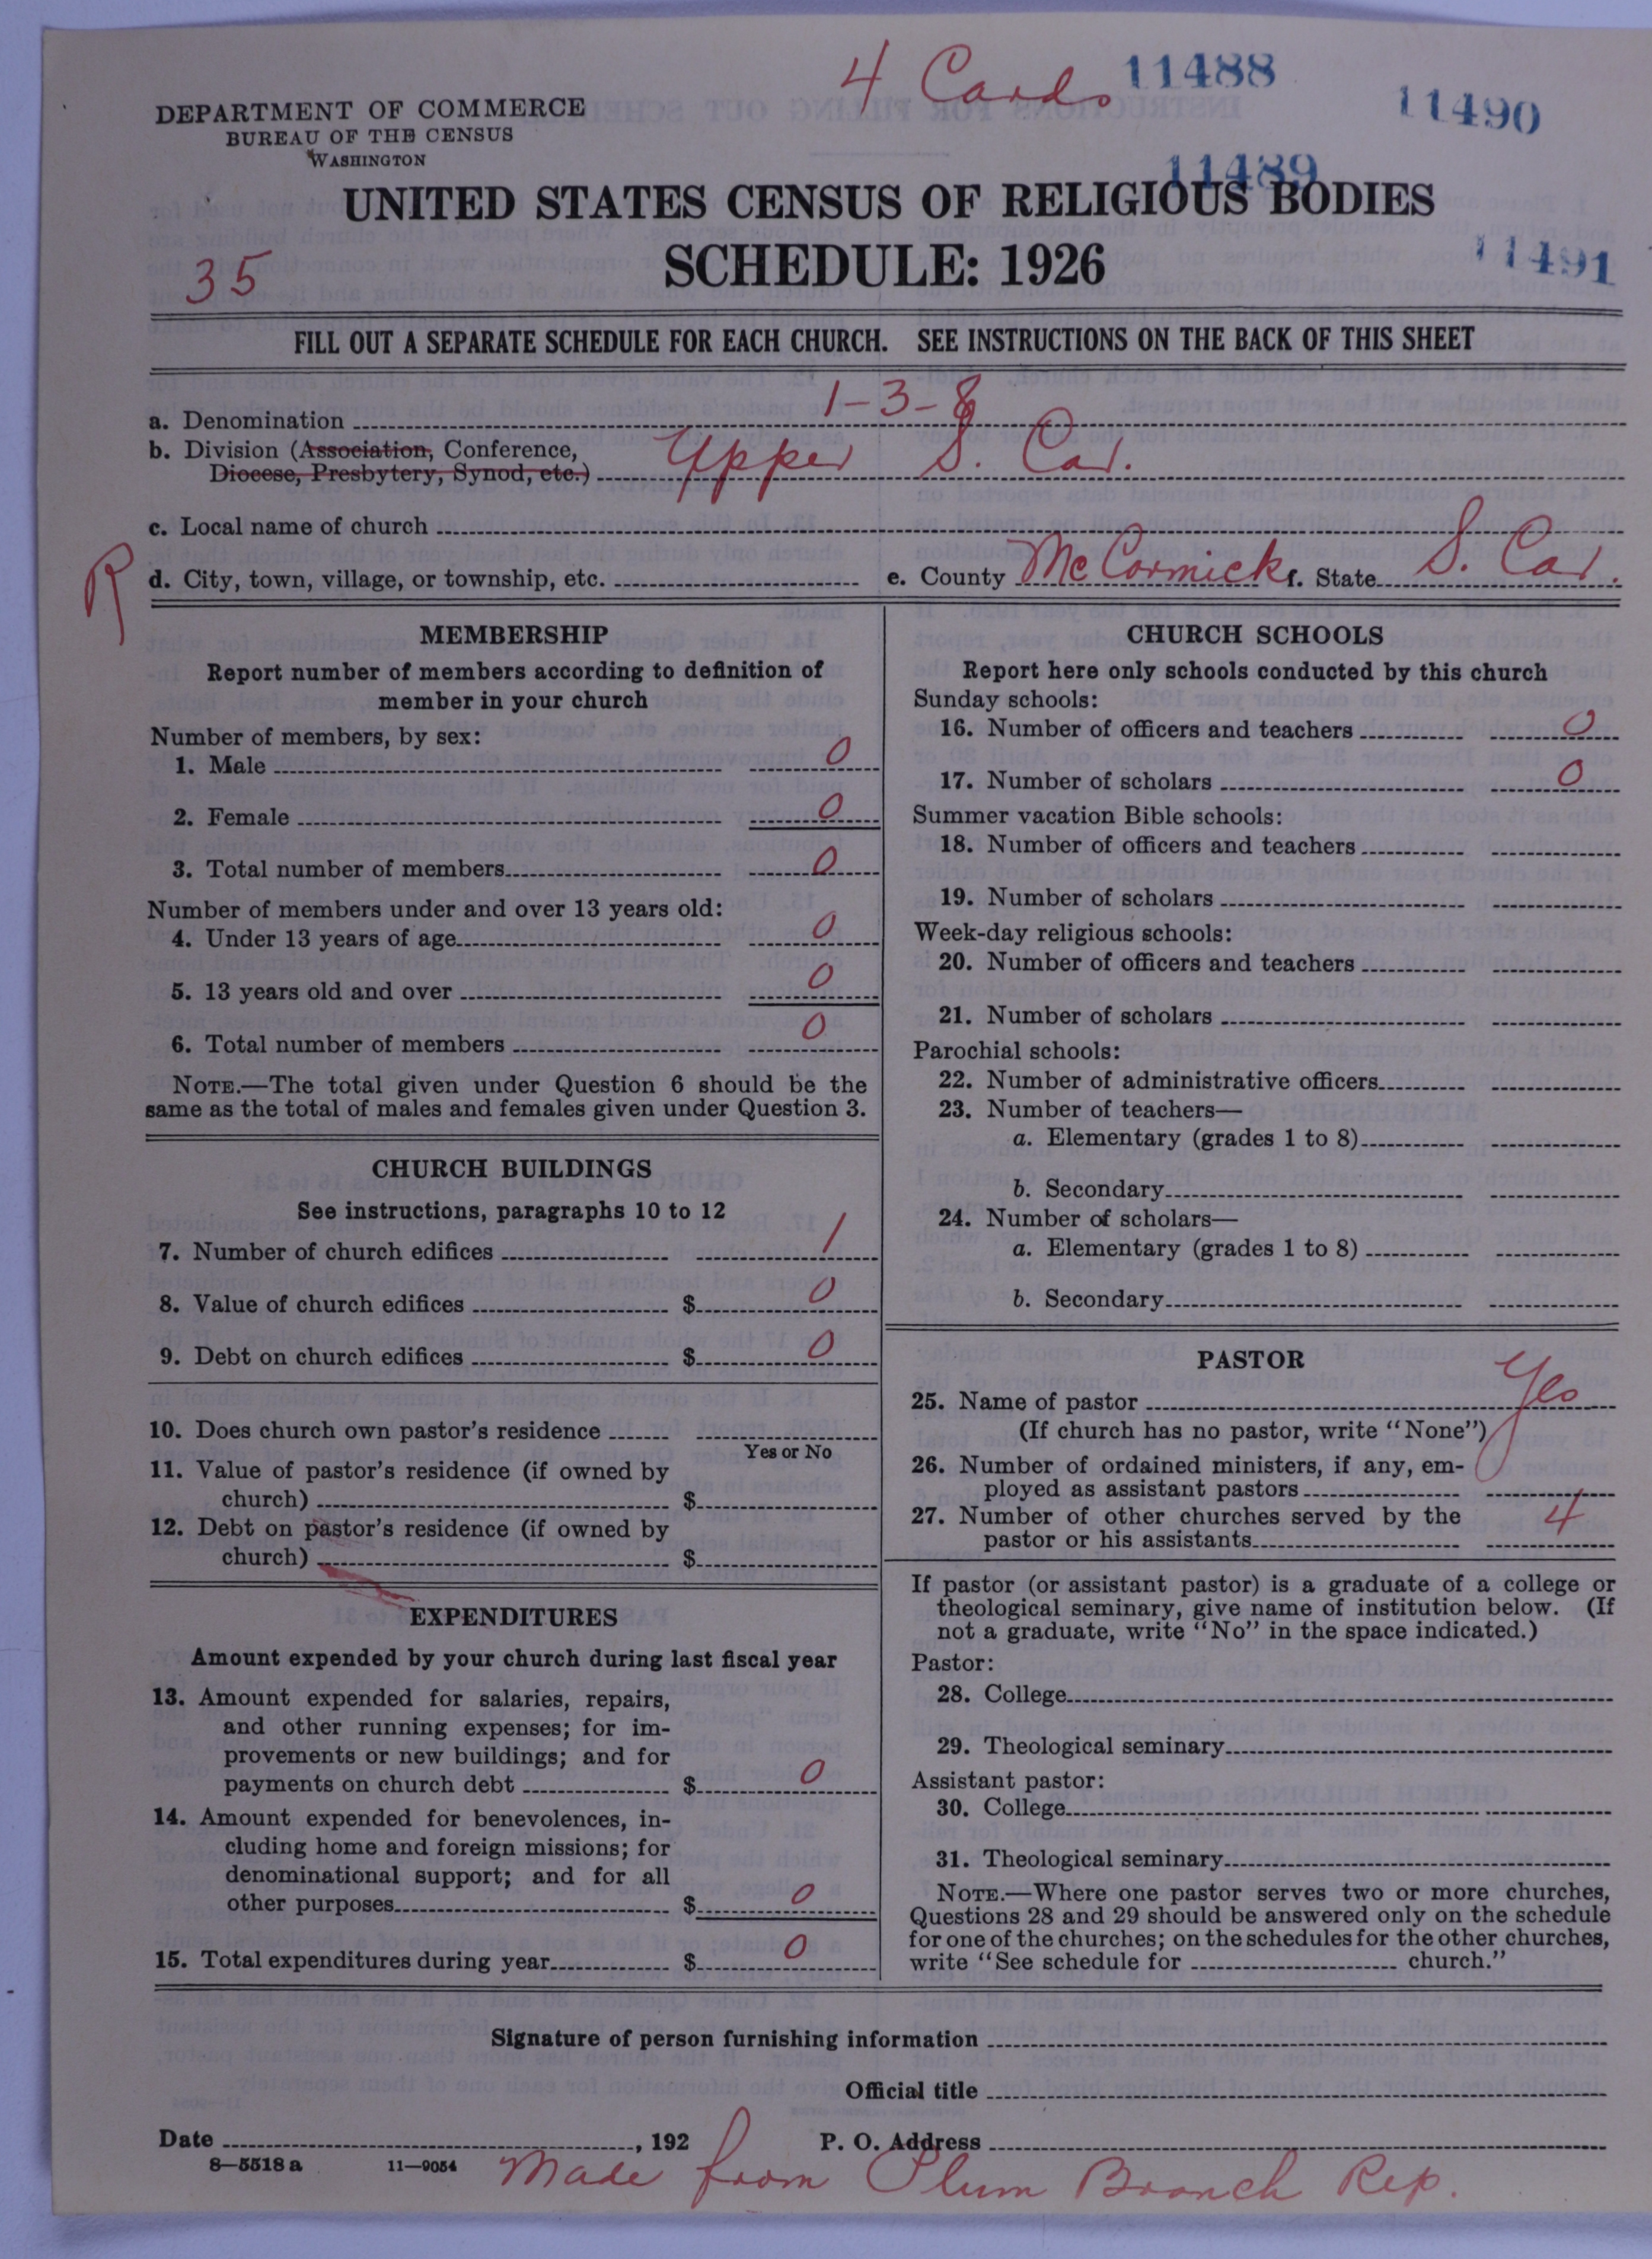 4 Cards 11488
11490
DEPARTMENT OF COMMERCE
BUREAU OF THE CENSUS
WASHINGTON
11489
UNITED STATES CENSUS OF RELIGIOUS BODIES
SCHEDULE: 1926
35
11491
FILL OUT A SEPARATE SCHEDULE FOR EACH CHURCH. SEE INSTRUCTIONS ON THE BACK OF THIS SHEET
a. Denomination 1-3-8
b. Division (Association, Conference,
Diocese, Presbytery, Synod, etc.) Upper S. Car.
c. Local name of church
R
d. City, town, village, or township, etc. e. County McCormick f. State S. Car.
MEMBERSHIP
Report number of members according to definition of
member in your church
Number of members, by sex:
1. Male 0
2. Female 0
3. Total number of members 0
Number of members under and over 13 years old:
4. Under 13 years of age 0
5. 13 years old and over 0
6. Total number of members 0
NOTE.—The total given under Question 6 should be the
same as the total of males and females given under Question 3.
CHURCH BUILDINGS
See instructions, paragraphs 10 to 12
7. Number of church edifices 1
8. Value of church edifices $ 0
9. Debt on church edifices $ 0
10. Does church own pastor's residence
Yes or No
11. Value of pastor's residence (if owned by
church) $
12. Debt on pastor's residence (if owned by
church) $
EXPENDITURES
Amount expended by your church during last fiscal year
13. Amount expended for salaries, repairs,
and other running expenses; for im-
provements or new buildings; and for
payments on church debt $ 0
14. Amount expended for benevolences, in-
cluding home and foreign missions; for
denominational support; and for all
other purposes $ 0
15. Total expenditures during year $ 0
CHURCH SCHOOLS
Report here only schools conducted by this church
Sunday schools:
16. Number of officers and teachers 0
17. Number of scholars 0
Summer vacation Bible schools:
18. Number of officers and teachers
19. Number of scholars
Week-day religious schools:
20. Number of officers and teachers
21. Number of scholars
Parochial schools:
22. Number of administrative officers
23. Number of teachers—
a. Elementary (grades 1 to 8)
b. Secondary
24. Number of scholars—
a. Elementary (grades 1 to 8)
b. Secondary
PASTOR
25. Name of pastor Yes
(If church has no pastor, write "None")
26. Number of ordained ministers, if any, em-
ployed as assistant pastors
27. Number of other churches served by the
pastor or his assistants 4
If pastor (or assistant pastor) is a graduate of a college or
theological seminary, give name of institution below. (If
not a graduate, write "No" in the space indicated.)
Pastor:
28. College
29. Theological seminary
Assistant pastor:
30. College
31. Theological seminary
NOTE.—Where one pastor serves two or more churches,
Questions 28 and 29 should be answered only on the schedule
for one of the churches; on the schedules for the other churches,
write "See schedule for church."
Signature of person furnishing information
Official title
Date , 192 P. O. Address
8—5518 a 11—9054
Made from Plum Branch Rep.